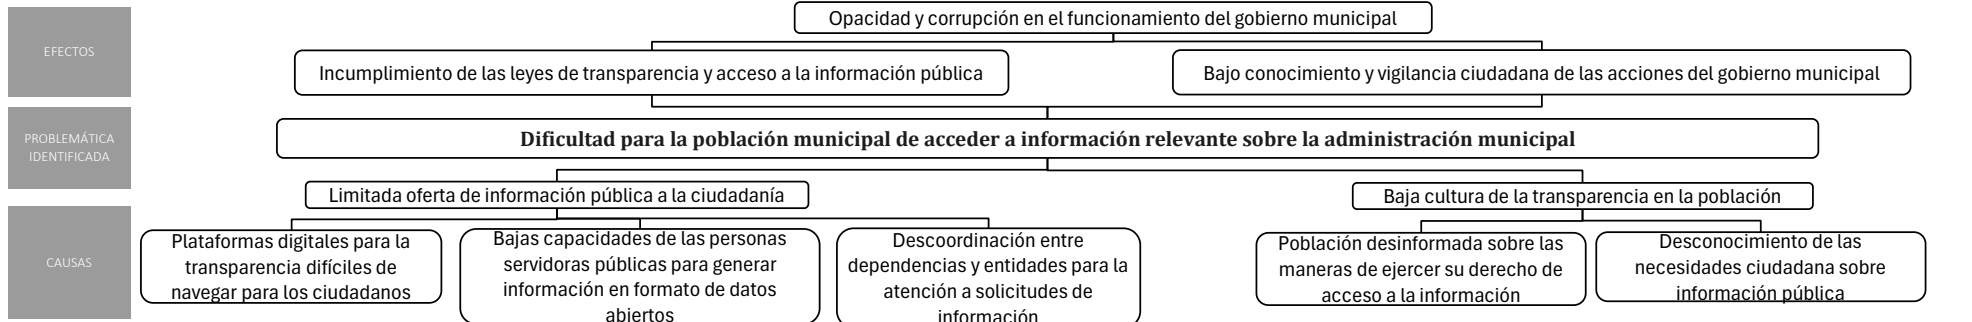 Opacidad y corrupción en el funcionamiento del gobierno municipal
EFECTOS
Incumplimiento de las leyes de transparencia y acceso a la información pública
Bajo conocimiento y vigilancia ciudadana de las acciones del gobierno municipal
PROBLEMÁTICA
IDENTIFICADA
Dificultad para la población municipal de acceder a información relevante sobre la administración municipal
Limitada oferta de información pública a la ciudadanía
Baja cultura de la transparencia en la población
CAUSAS
Plataformas digitales para la
transparencia difíciles de
navegar para los ciudadanos
Bajas capacidades de las personas
servidoras públicas para generar
información en formato de datos
abiertos
Descoordinación entre
dependencias y entidades para la
atención a solicitudes de
información
Población desinformada sobre las
maneras de ejercer su derecho de
acceso a la información
Desconocimiento de las
necesidades ciudadana sobre
información pública